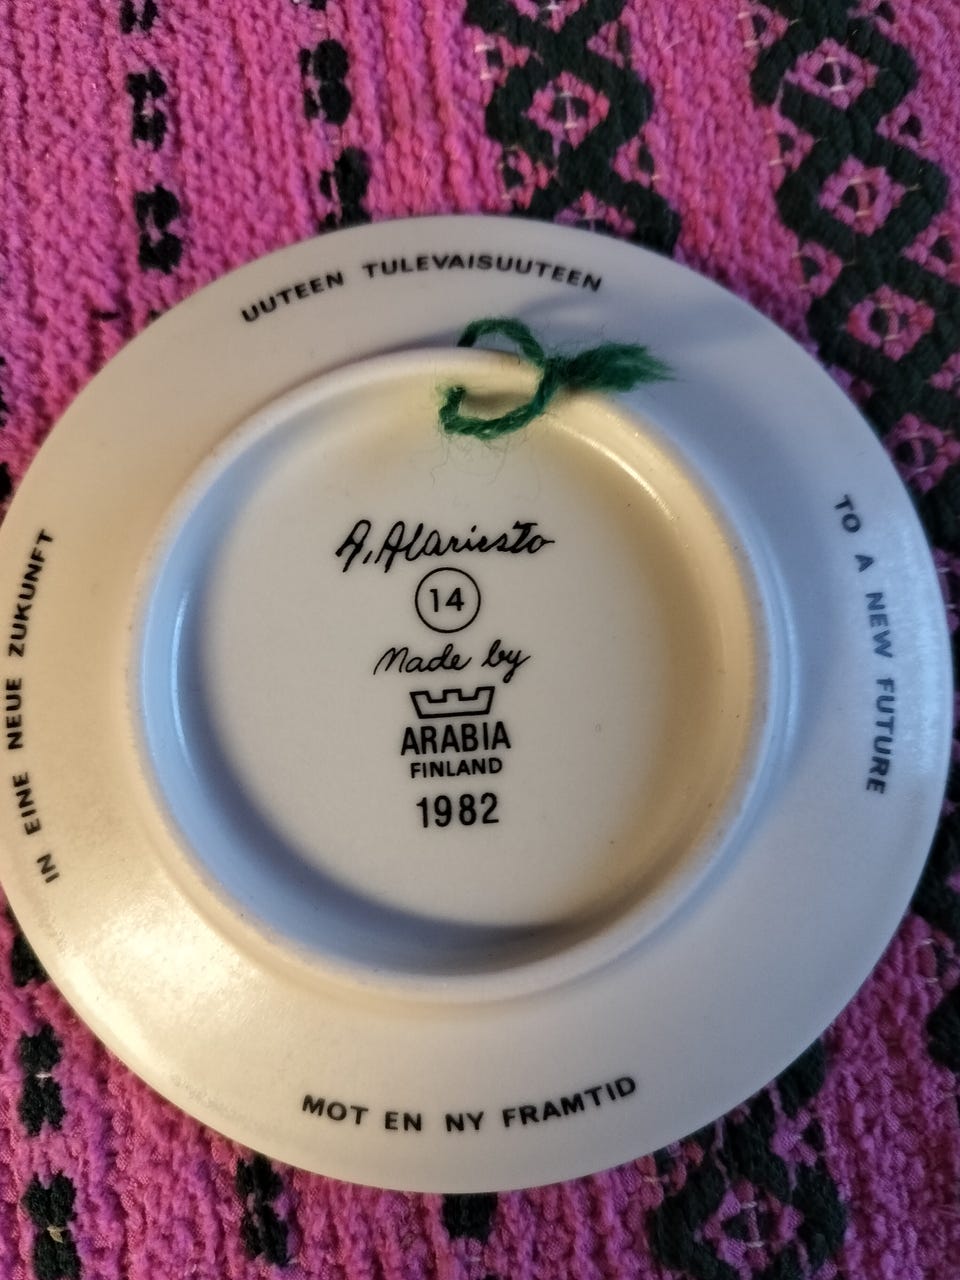 UUTEEN TULEVAISUUTEEN
TO A NEW FUTURE
MOT EN NY FRAMTID
IN EINE NEUE ZUKUNFT
A. Alariesto
14
Made by
ARABIA
FINLAND
1982